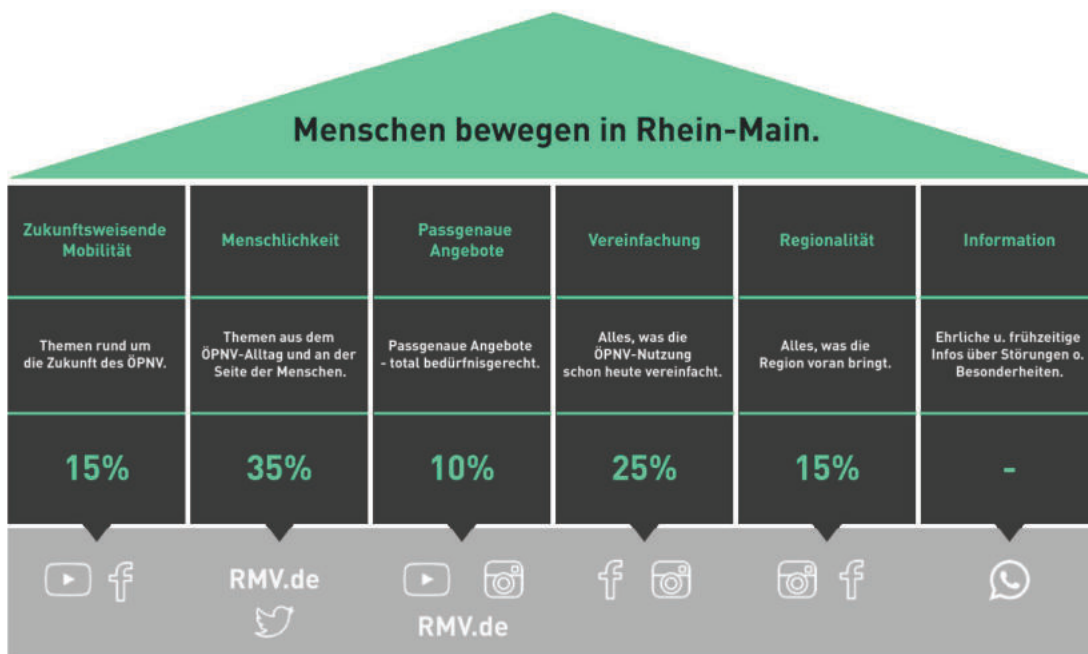 Menschen bewegen in Rhein-Main.
Zukunftsweisende
Mobilität
Themen rund um
die Zukunft des ÖPNV.
15%
Menschlichkeit
Themen aus dem
ÖPNV-Alltag und an der
Seite der Menschen.
35%
RMV.de
Passgenaue
Angebote
Passgenaue Angebote
- total bedürfnisgerecht.
10%
RMV.de
Vereinfachung
Alles, was die
ÖPNV-Nutzung
schon heute vereinfacht.
25%
Regionalität
Alles, was die
Region voran bringt.
15%
Information
Ehrliche u. frühzeitige
Infos über Störungen o.
Besonderheiten.
-